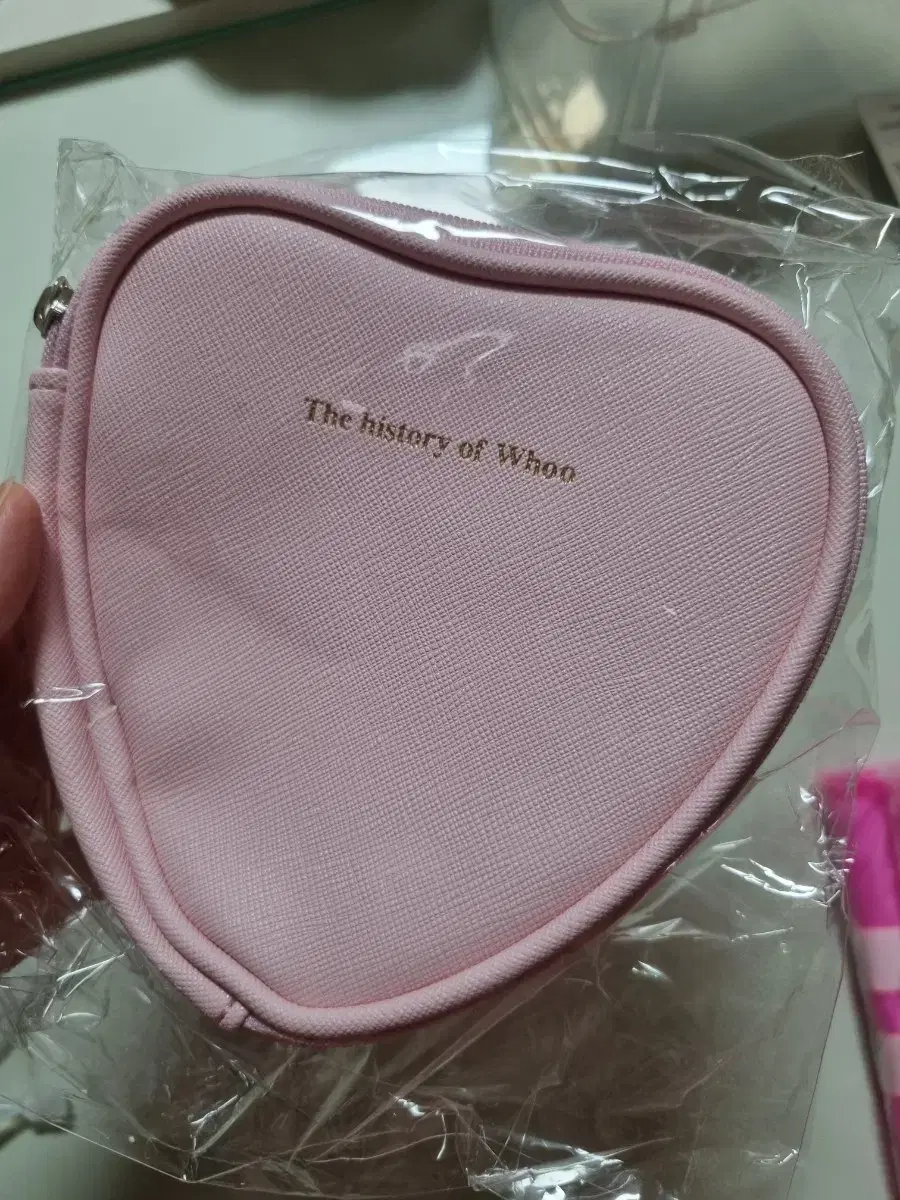 The history of Whoo